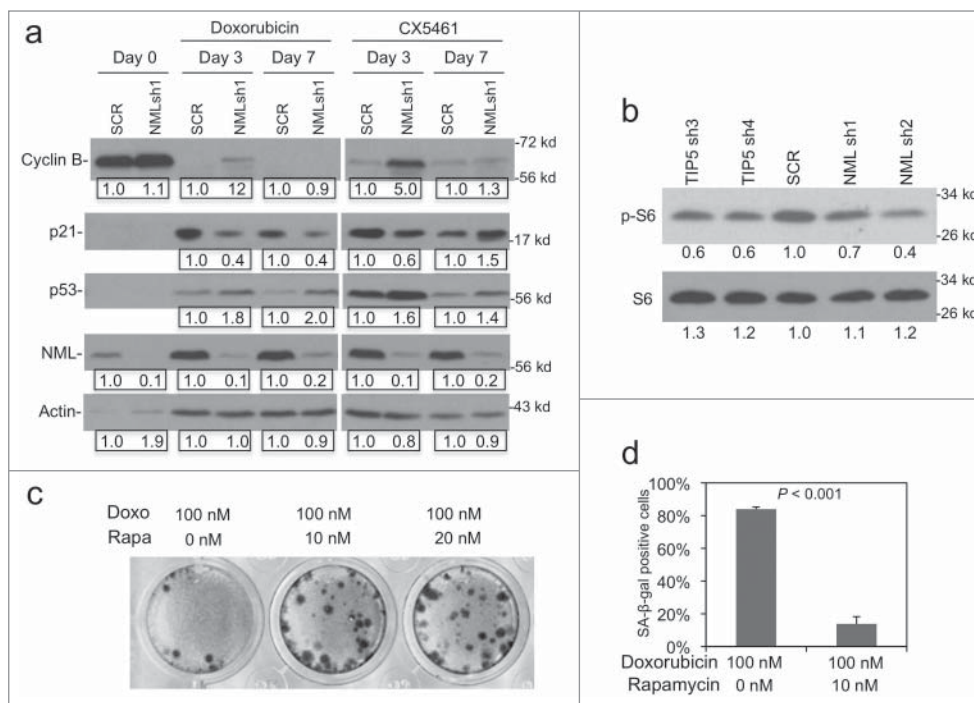 a
Doxorubicin CX5461
Day 0 Day 3 Day 7 Day 3 Day 7
SCR NMLsh1 SCR NMLsh1 SCR NMLsh1 SCR NMLsh1 SCR NMLsh1
-72 kd
Cyclin B-
-56 kd
1.0 1.1 1.0 12 1.0 0.9 1.0 5.0 1.0 1.3
p21- -17 kd
1.0 0.4 1.0 0.4 1.0 0.6 1.0 1.5
p53- -56 kd
1.0 1.8 1.0 2.0 1.0 1.6 1.0 1.4
NML-
-56 kd
1.0 0.1 1.0 0.1 1.0 0.2 1.0 0.1 1.0 0.2
Actin- -43 kd
1.0 1.9 1.0 1.0 1.0 0.9 1.0 0.8 1.0 0.9
b
TIP5 sh3 TIP5 sh4 SCR NML sh1 NML sh2
-34 kd
p-S6
-26 kd
0.6 0.6 1.0 0.7 0.4
-34 kd
S6
-26 kd
1.3 1.2 1.0 1.1 1.2
c
Doxo 100 nM 100 nM 100 nM
Rapa 0 nM 10 nM 20 nM
d
SA-β-gal positive cells
100%
P < 0.001
80%
60%
40%
20%
0%
Doxorubicin 100 nM 100 nM
Rapamycin 0 nM 10 nM